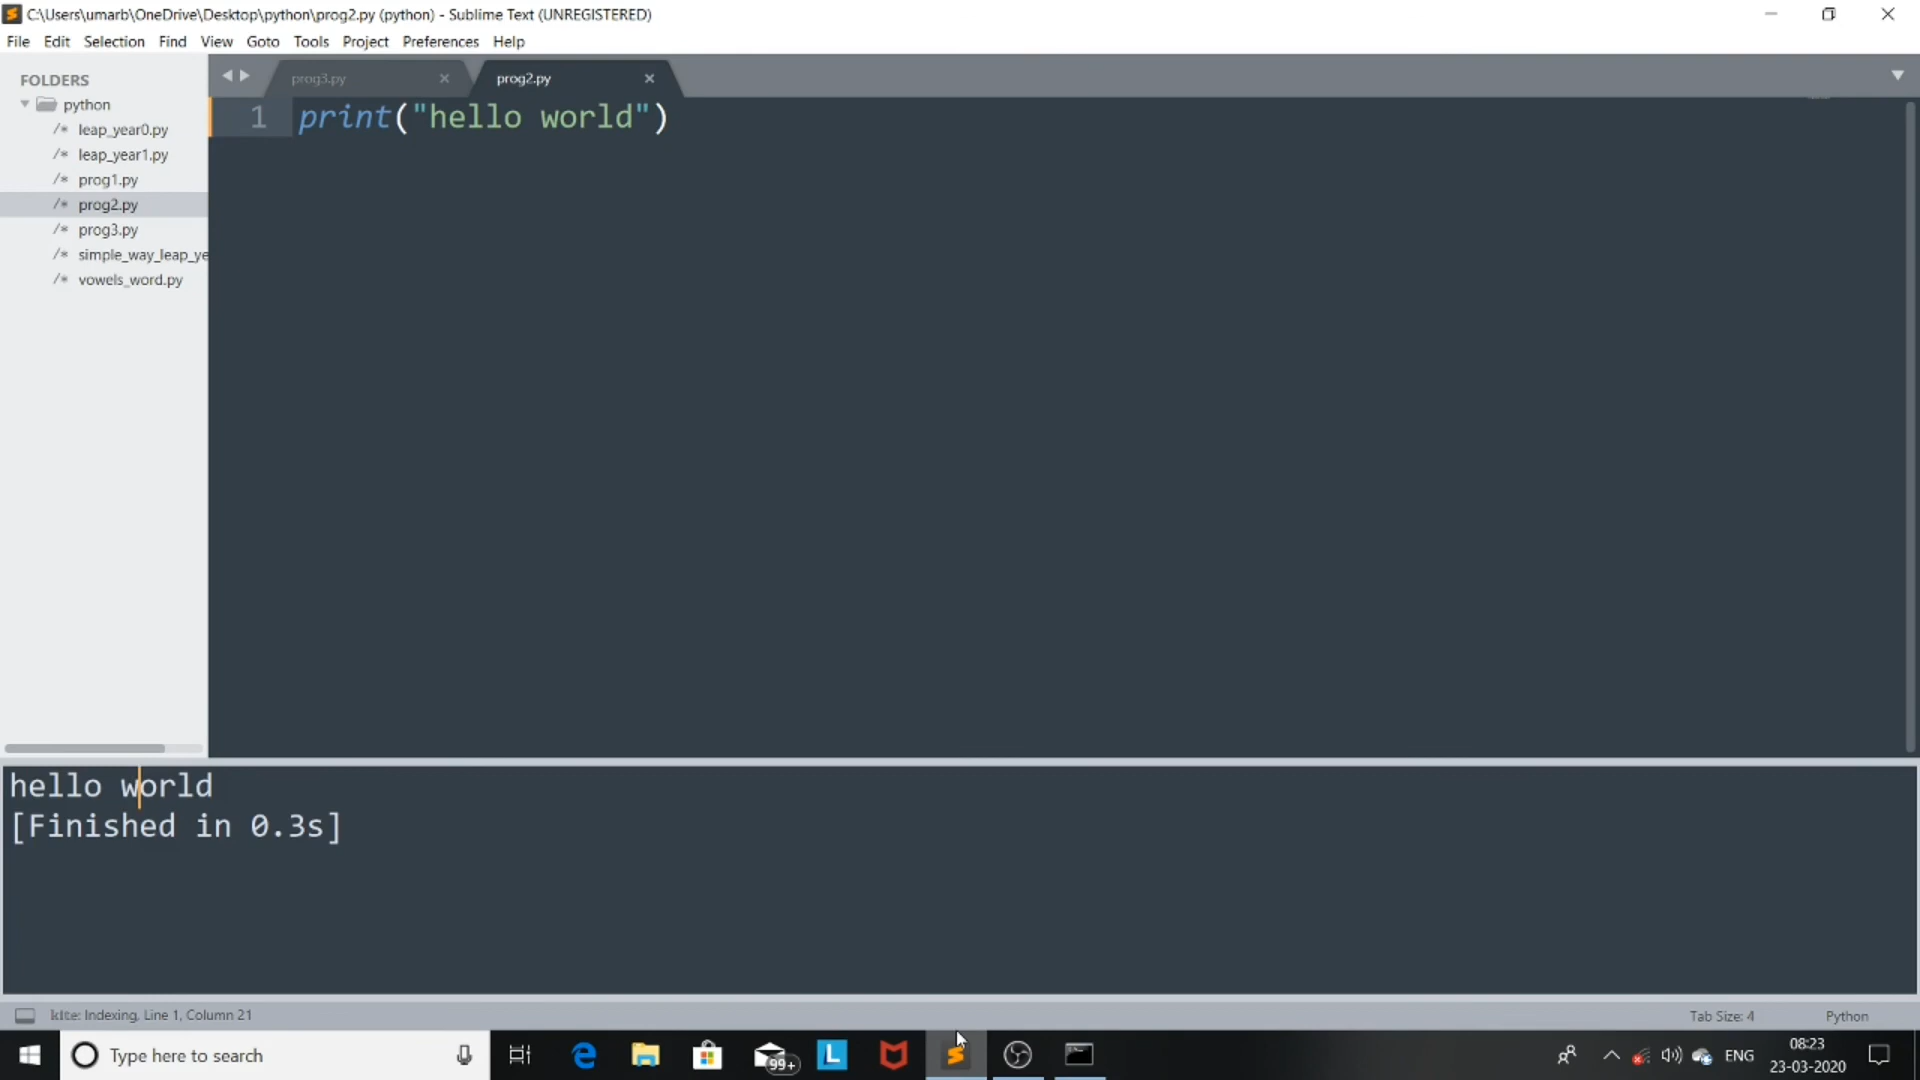 C:\Users\umarb\OneDrive\Desktop\python\prog2.py (python) - Sublime Text (UNREGISTERED)
File Edit Selection Find View Goto Tools Project Preferences Help
FOLDERS
python
/* leap_year0.py
/* leap_year1.py
/* prog1.py
/* prog2.py
/* prog3.py
/* simple_way_leap_ye
/* vowels_word.py
prog3.py prog2.py
1 print("hello world")
hello world
[Finished in 0.3s]
kite: Indexing, Line 1, Column 21 Tab Size: 4 Python
Type here to search 99+ L ENG 08:23
23-03-2020